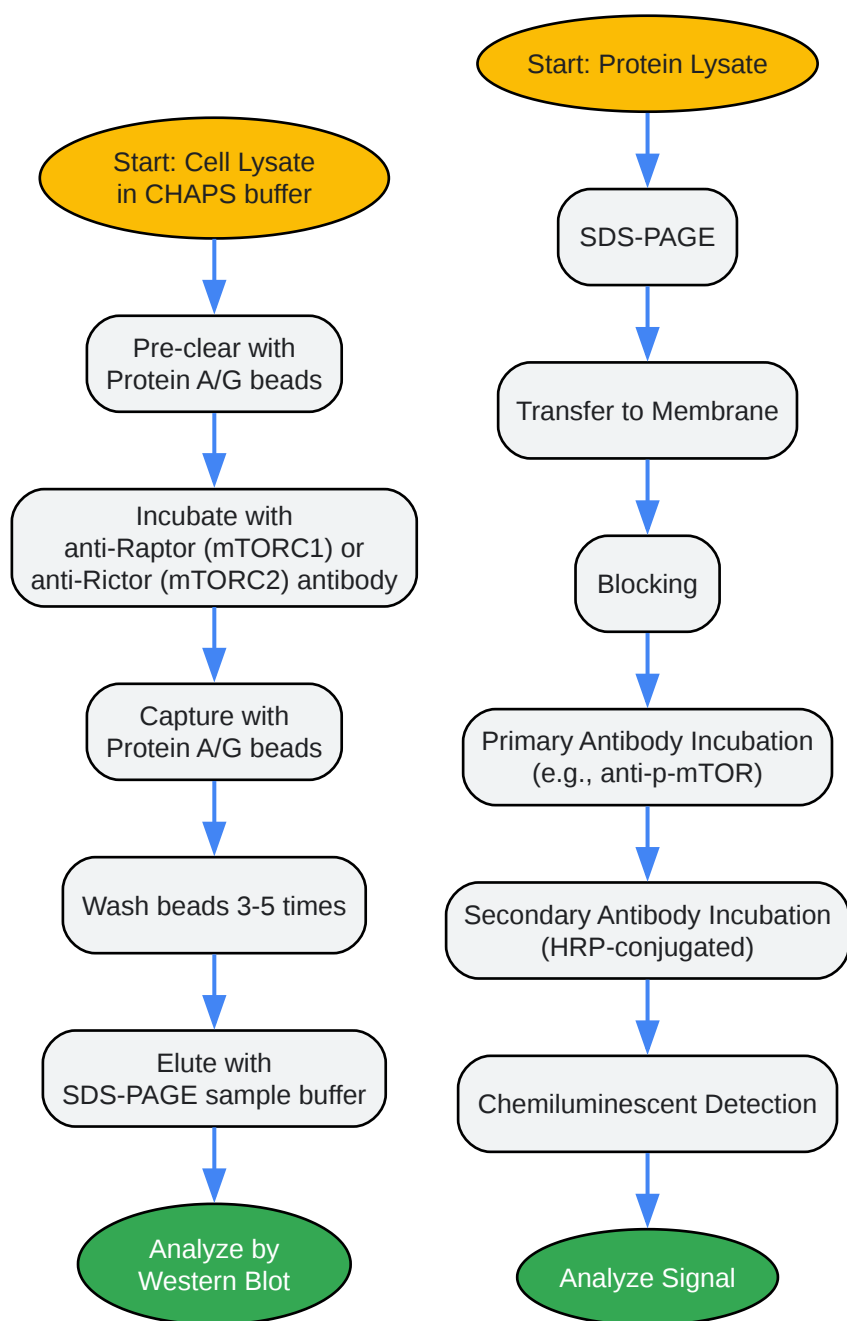 Start: Cell Lysate
in CHAPS buffer
Pre-clear with
Protein A/G beads
Incubate with
anti-Raptor (mTORC1) or
anti-Rictor (mTORC2) antibody
Capture with
Protein A/G beads
Wash beads 3-5 times
Elute with
SDS-PAGE sample buffer
Analyze by
Western Blot
Start: Protein Lysate
SDS-PAGE
Transfer to Membrane
Blocking
Primary Antibody Incubation
(e.g., anti-p-mTOR)
Secondary Antibody Incubation
(HRP-conjugated)
Chemiluminescent Detection
Analyze Signal